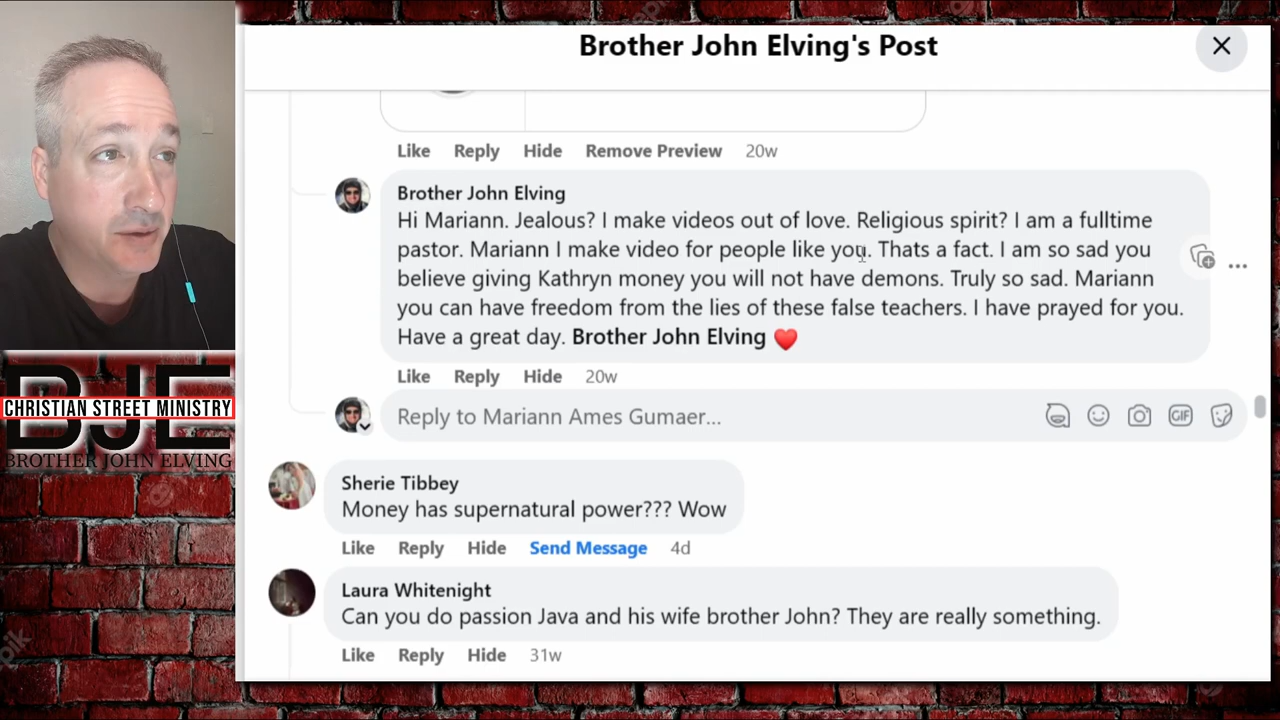 Brother John Elving's Post
Like Reply Hide Remove Preview 20w
Brother John Elving
Hi Mariann. Jealous? I make videos out of love. Religious spirit? I am a fulltime
pastor. Mariann I make video for people like you. Thats a fact. I am so sad you
believe giving Kathryn money you will not have demons. Truly so sad. Mariann
you can have freedom from the lies of these false teachers. I have prayed for you.
Have a great day. Brother John Elving ❤️
Like Reply Hide 20w
Reply to Mariann Ames Gumaer...
GIF
Sherie Tibbey
Money has supernatural power??? Wow
Like Reply Hide Send Message 4d
Laura Whitenight
Can you do passion Java and his wife brother John? They are really something.
Like Reply Hide 31w
BJE
CHRISTIAN STREET MINISTRY
BROTHER JOHN ELVING